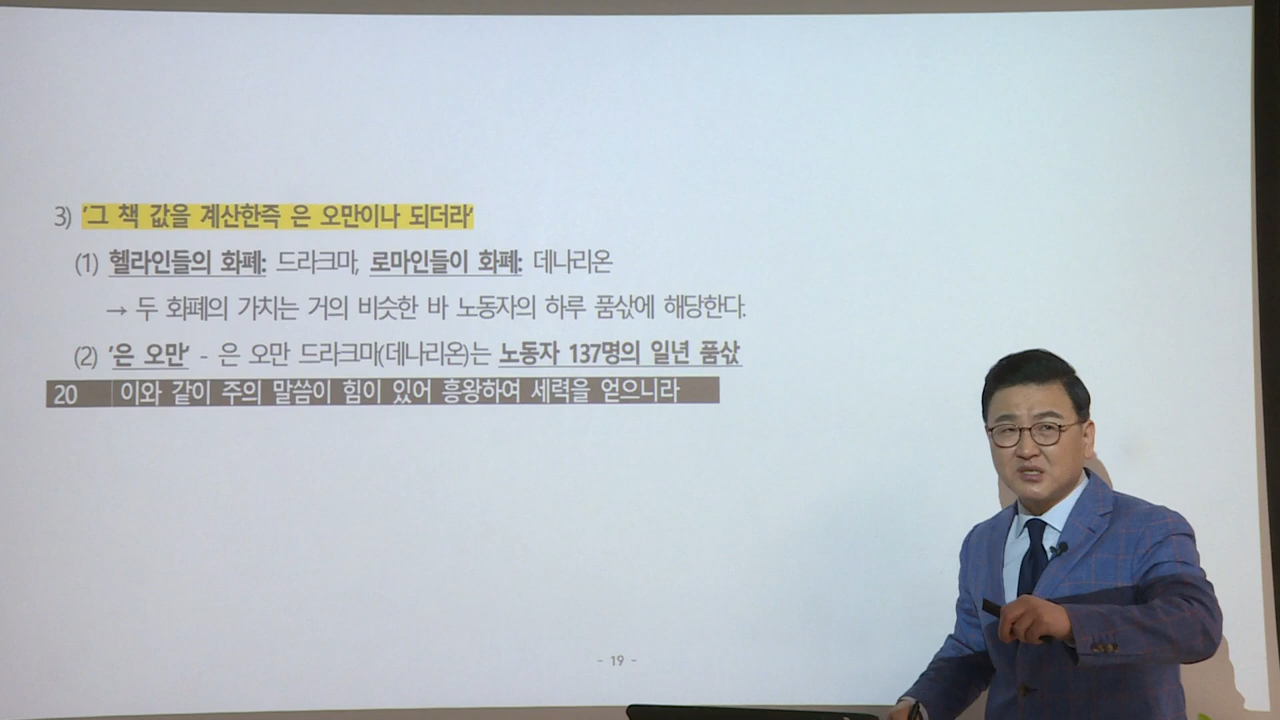 3) '그 책 값을 계산한즉 은 오만이나 되더라'
(1) 헬라인들의 화폐: 드라크마, 로마인들이 화폐: 데나리온
→ 두 화폐의 가치는 거의 비슷한 바 노동자의 하루 품삯에 해당한다.
(2) '은 오만' - 은 오만 드라크마(데나리온)는 노동자 137명의 일년 품삯
20 이와 같이 주의 말씀이 힘이 있어 흥왕하여 세력을 얻으니라
- 19 -